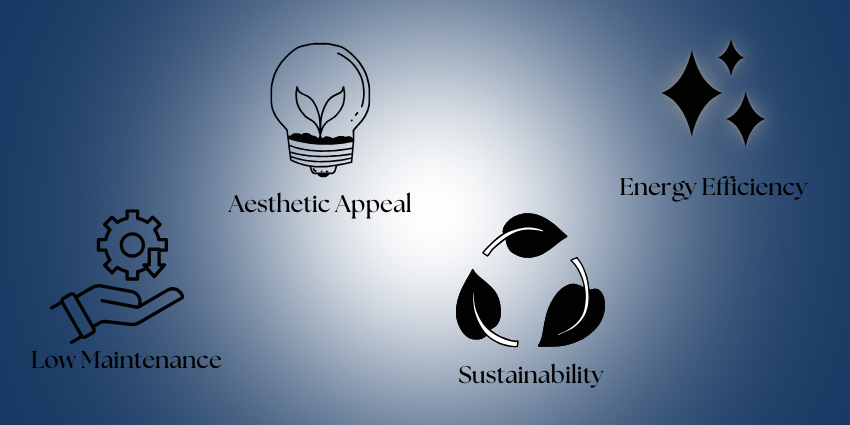 Aesthetic Appeal
Energy Efficiency
Low Maintenance
Sustainability